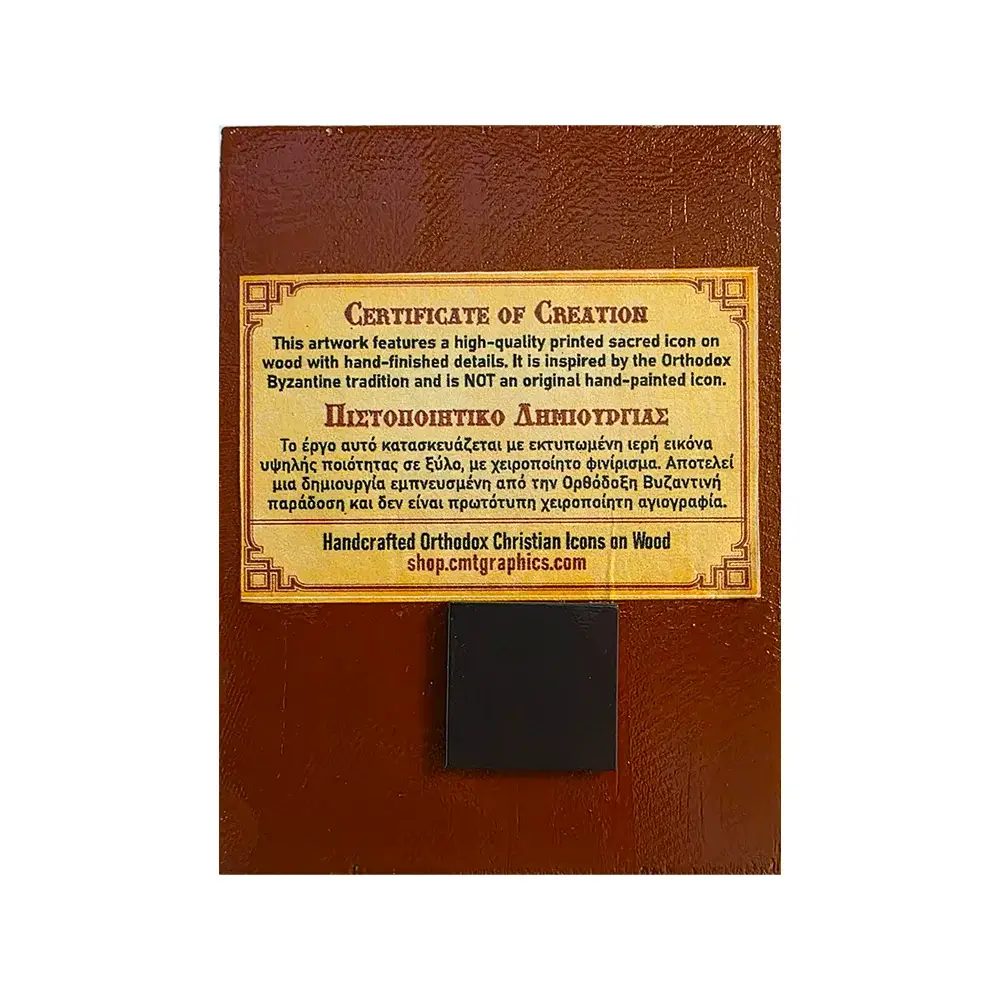 CERTIFICATE OF CREATION
This artwork features a high-quality printed sacred icon on
wood with hand-finished details. It is inspired by the Orthodox
Byzantine tradition and is NOT an original hand-painted icon.
ΠΙΣΤΟΠΟΙΗΤΙΚΟ ΔΗΜΙΟΥΡΓΙΑΣ
Το έργο αυτό κατασκευάζεται με εκτυπωμένη ιερή εικόνα
υψηλής ποιότητας σε ξύλο, με χειροποίητο φινίρισμα. Αποτελεί
μια δημιουργία εμπνευσμένη από την Ορθόδοξη Βυζαντινή
παράδοση και δεν είναι πρωτότυπη χειροποίητη αγιογραφία.
Handcrafted Orthodox Christian Icons on Wood
shop.cmtgraphics.com